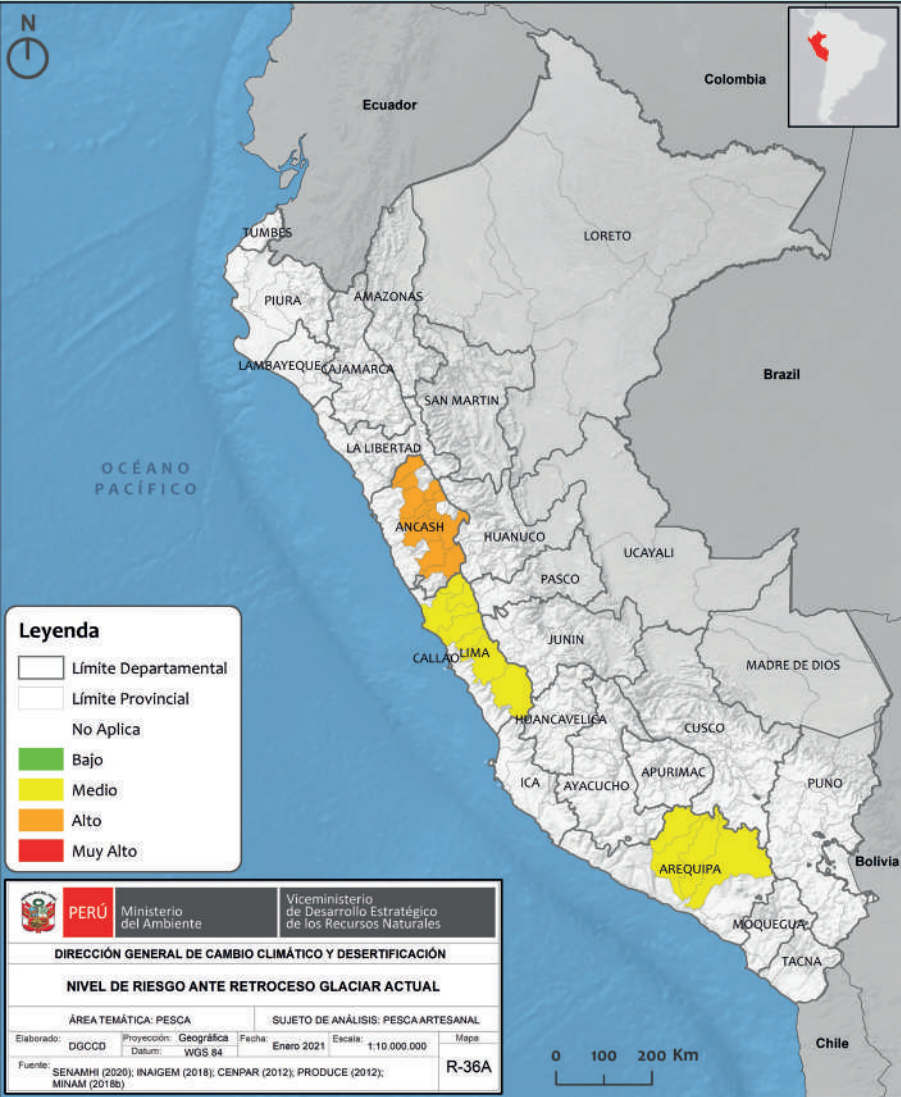 N
Colombia
Ecuador
LORETO
TUMBES
PIURA
AMAZONAS
LAMBAYEQUE
CAJAMARCA
SAN MARTIN
Brazil
LA LIBERTAD
OCÉANO
PACÍFICO
ANCASH
HUANUCO
UCAYALI
PASCO
JUNIN
CALLAO
LIMA
MADRE DE DIOS
HUANCAVELICA
CUSCO
ICA
AYACUCHO
APURIMAC
PUNO
AREQUIPA
Bolivia
MOQUEGUA
TACNA
Chile
Leyenda
Límite Departamental
Límite Provincial
No Aplica
Bajo
Medio
Alto
Muy Alto
PERÚ
Ministerio
del Ambiente
Viceministerio
de Desarrollo Estratégico
de los Recursos Naturales
DIRECCIÓN GENERAL DE CAMBIO CLIMÁTICO Y DESERTIFICACIÓN
NIVEL DE RIESGO ANTE RETROCESO GLACIAR ACTUAL
ÁREA TEMÁTICA: PESCA
SUJETO DE ANÁLISIS: PESCA ARTESANAL
Elaborado: DGCCD
Proyección: Geográfica
Datum: WGS 84
Fecha: Enero 2021
Escala: 1:10.000.000
Mapa
R-36A
Fuente: SENAMHI (2020); INAIGEM (2018); CENPAR (2012); PRODUCE (2012);
MINAM (2018b)
0 100 200 Km